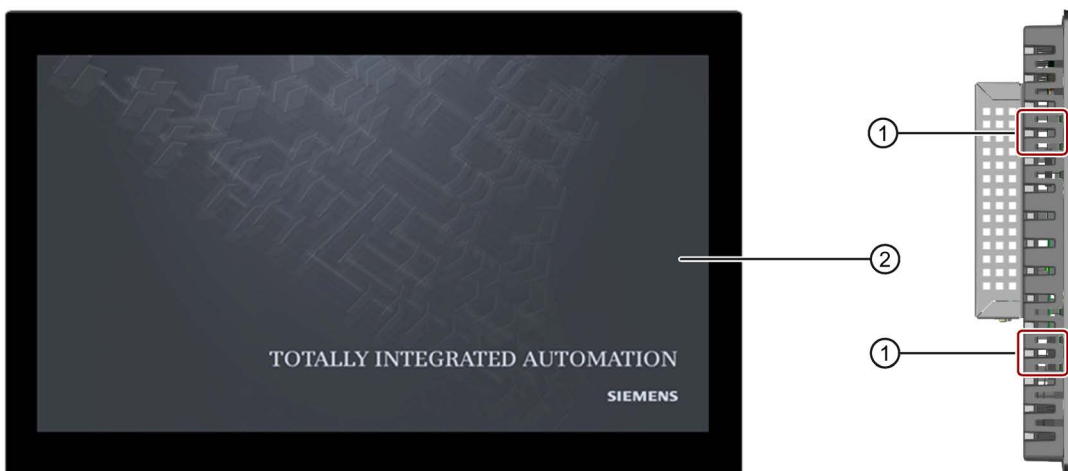 ①
②
①
TOTALLY INTEGRATED AUTOMATION
SIEMENS